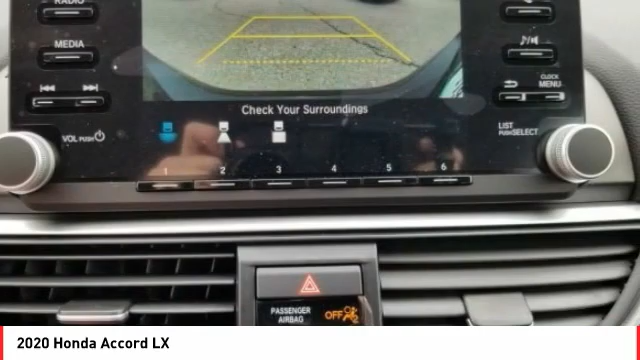 RADIO
MEDIA
VOL PUSH
Check Your Surroundings
CLOCK
MENU
LIST
PUSH SELECT
1 2 3 4 5 6
PASSENGER
AIRBAG
OFF
2020 Honda Accord LX